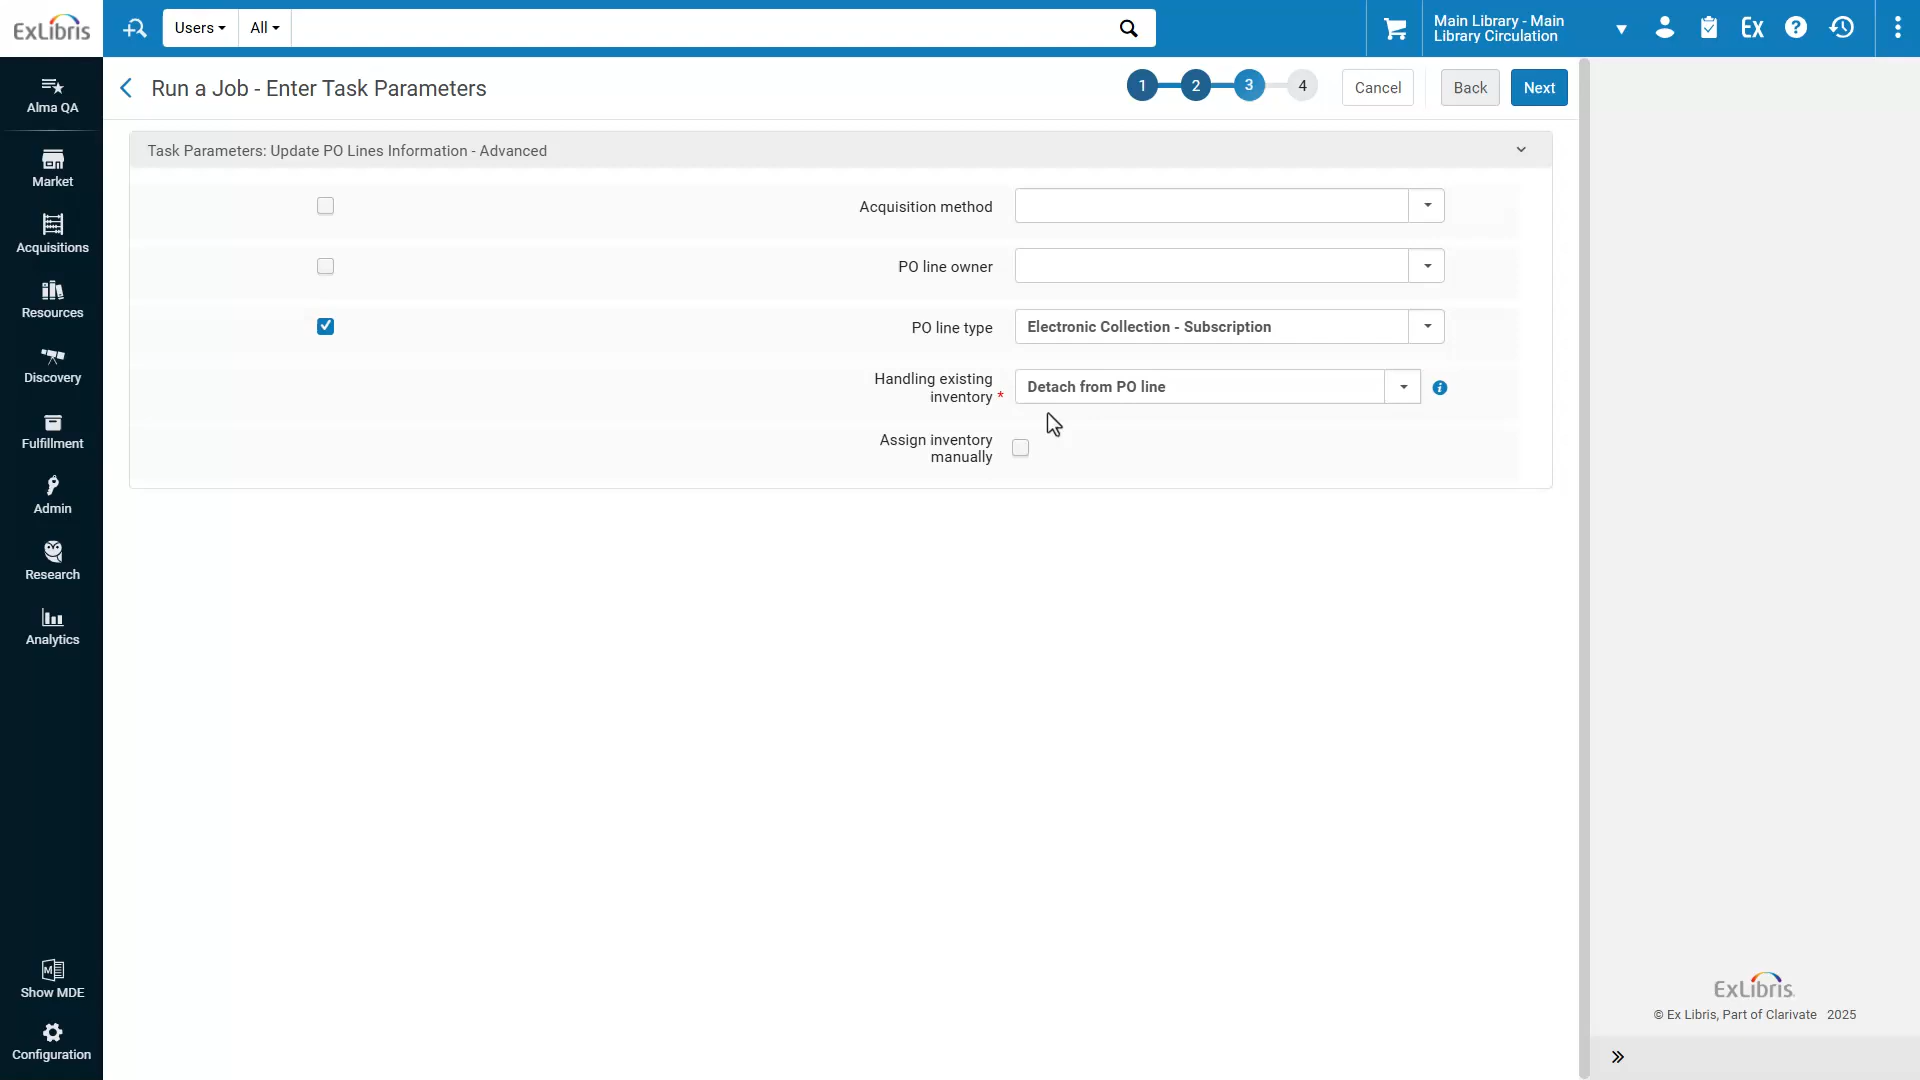 ExLibris
Users
All
Main Library - Main
Library Circulation
EX
?
Alma QA
Market
Acquisitions
Resources
Discovery
Fulfillment
Admin
Research
Analytics
Show MDE
Configuration
Run a Job - Enter Task Parameters
1
2
3
4
Cancel
Back
Next
Task Parameters: Update PO Lines Information - Advanced
Acquisition method
PO line owner
PO line type
Electronic Collection - Subscription
Handling existing
inventory *
Detach from PO line
i
Assign inventory
manually
ExLibris
© Ex Libris, Part of Clarivate 2025